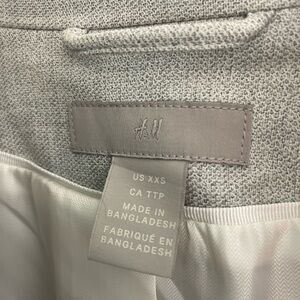 H&M
US XXS
CA TTP
MADE IN
BANGLADESH
FABRIQUÉ EN
BANGLADESH